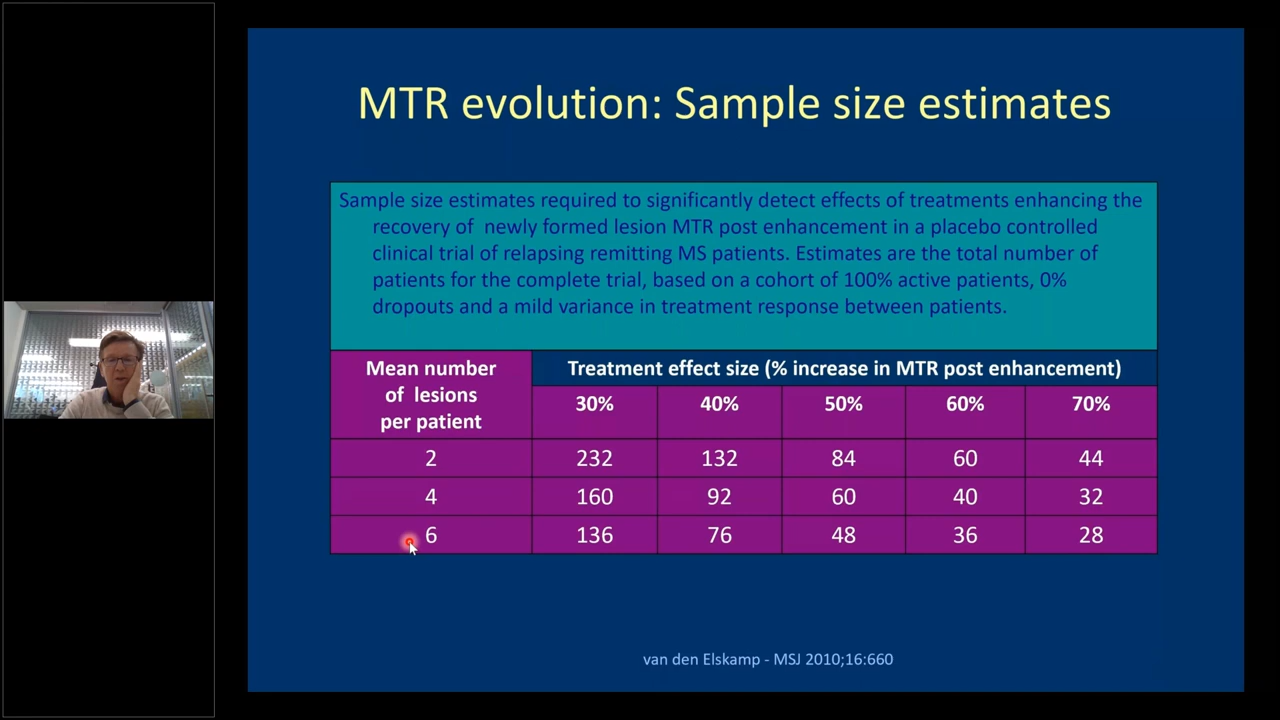 MTR evolution: Sample size estimates
Sample size estimates required to significantly detect effects of treatments enhancing the
recovery of newly formed lesion MTR post enhancement in a placebo controlled
clinical trial of relapsing remitting MS patients. Estimates are the total number of
patients for the complete trial, based on a cohort of 100% active patients, 0%
dropouts and a mild variance in treatment response between patients.
Mean number
of lesions
per patient
Treatment effect size (% increase in MTR post enhancement)
30% 40% 50% 60% 70%
2 232 132 84 60 44
4 160 92 60 40 32
6 136 76 48 36 28
van den Elskamp - MSJ 2010;16:660